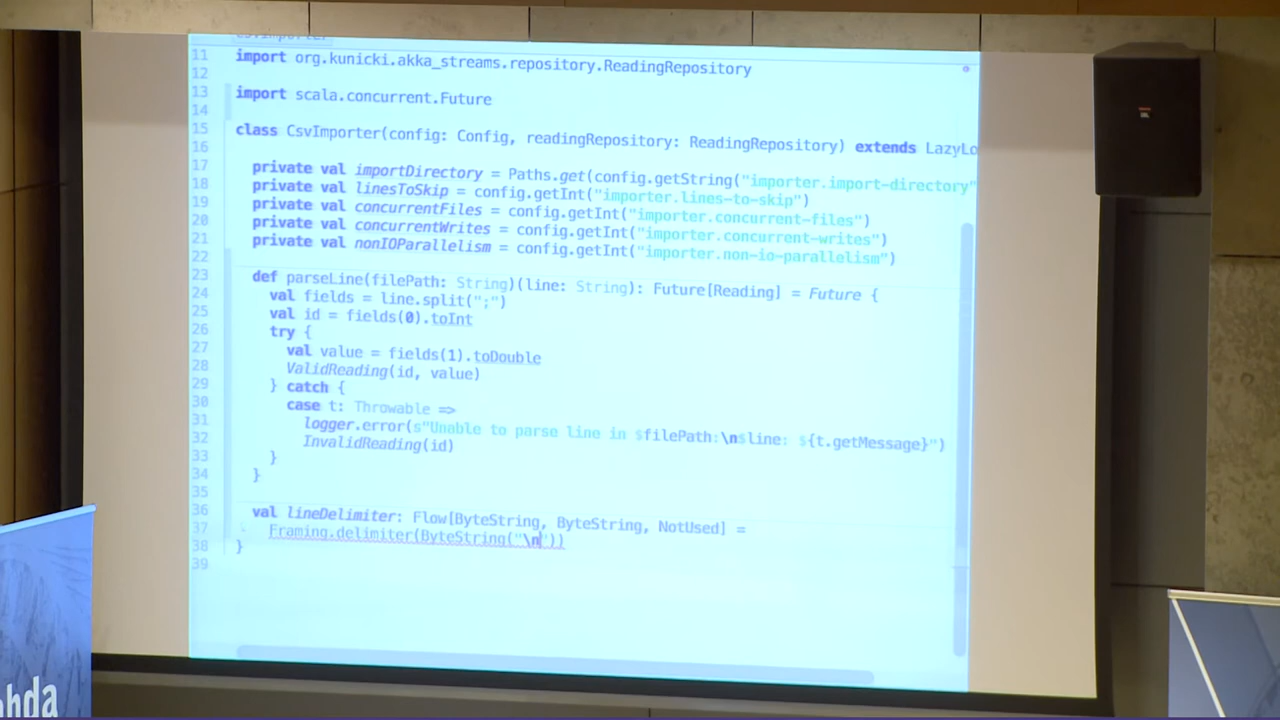 CsvImporter
11 import org.kunicki.akka_streams.repository.ReadingRepository
12
13 import scala.concurrent.Future
14
15 class CsvImporter(config: Config, readingRepository: ReadingRepository) extends LazyLo
16
17 private val importDirectory = Paths.get(config.getString("importer.import-directory"
18 private val linesToSkip = config.getInt("importer.lines-to-skip")
19 private val concurrentFiles = config.getInt("importer.concurrent-files")
20 private val concurrentWrites = config.getInt("importer.concurrent-writes")
21 private val nonIOParallelism = config.getInt("importer.non-io-parallelism")
22
23 def parseLine(filePath: String)(line: String): Future[Reading] = Future {
24 val fields = line.split(";")
25 val id = fields(0).toInt
26 try {
27 val value = fields(1).toDouble
28 ValidReading(id, value)
29 } catch {
30 case t: Throwable =>
31 logger.error(s"Unable to parse line in $filePath:\n$line: ${t.getMessage}")
32 InvalidReading(id)
33 }
34 }
35
36 val lineDelimiter: Flow[ByteString, ByteString, NotUsed] =
37 Framing.delimiter(ByteString("\n"))
38 }
39
JBL
ohda